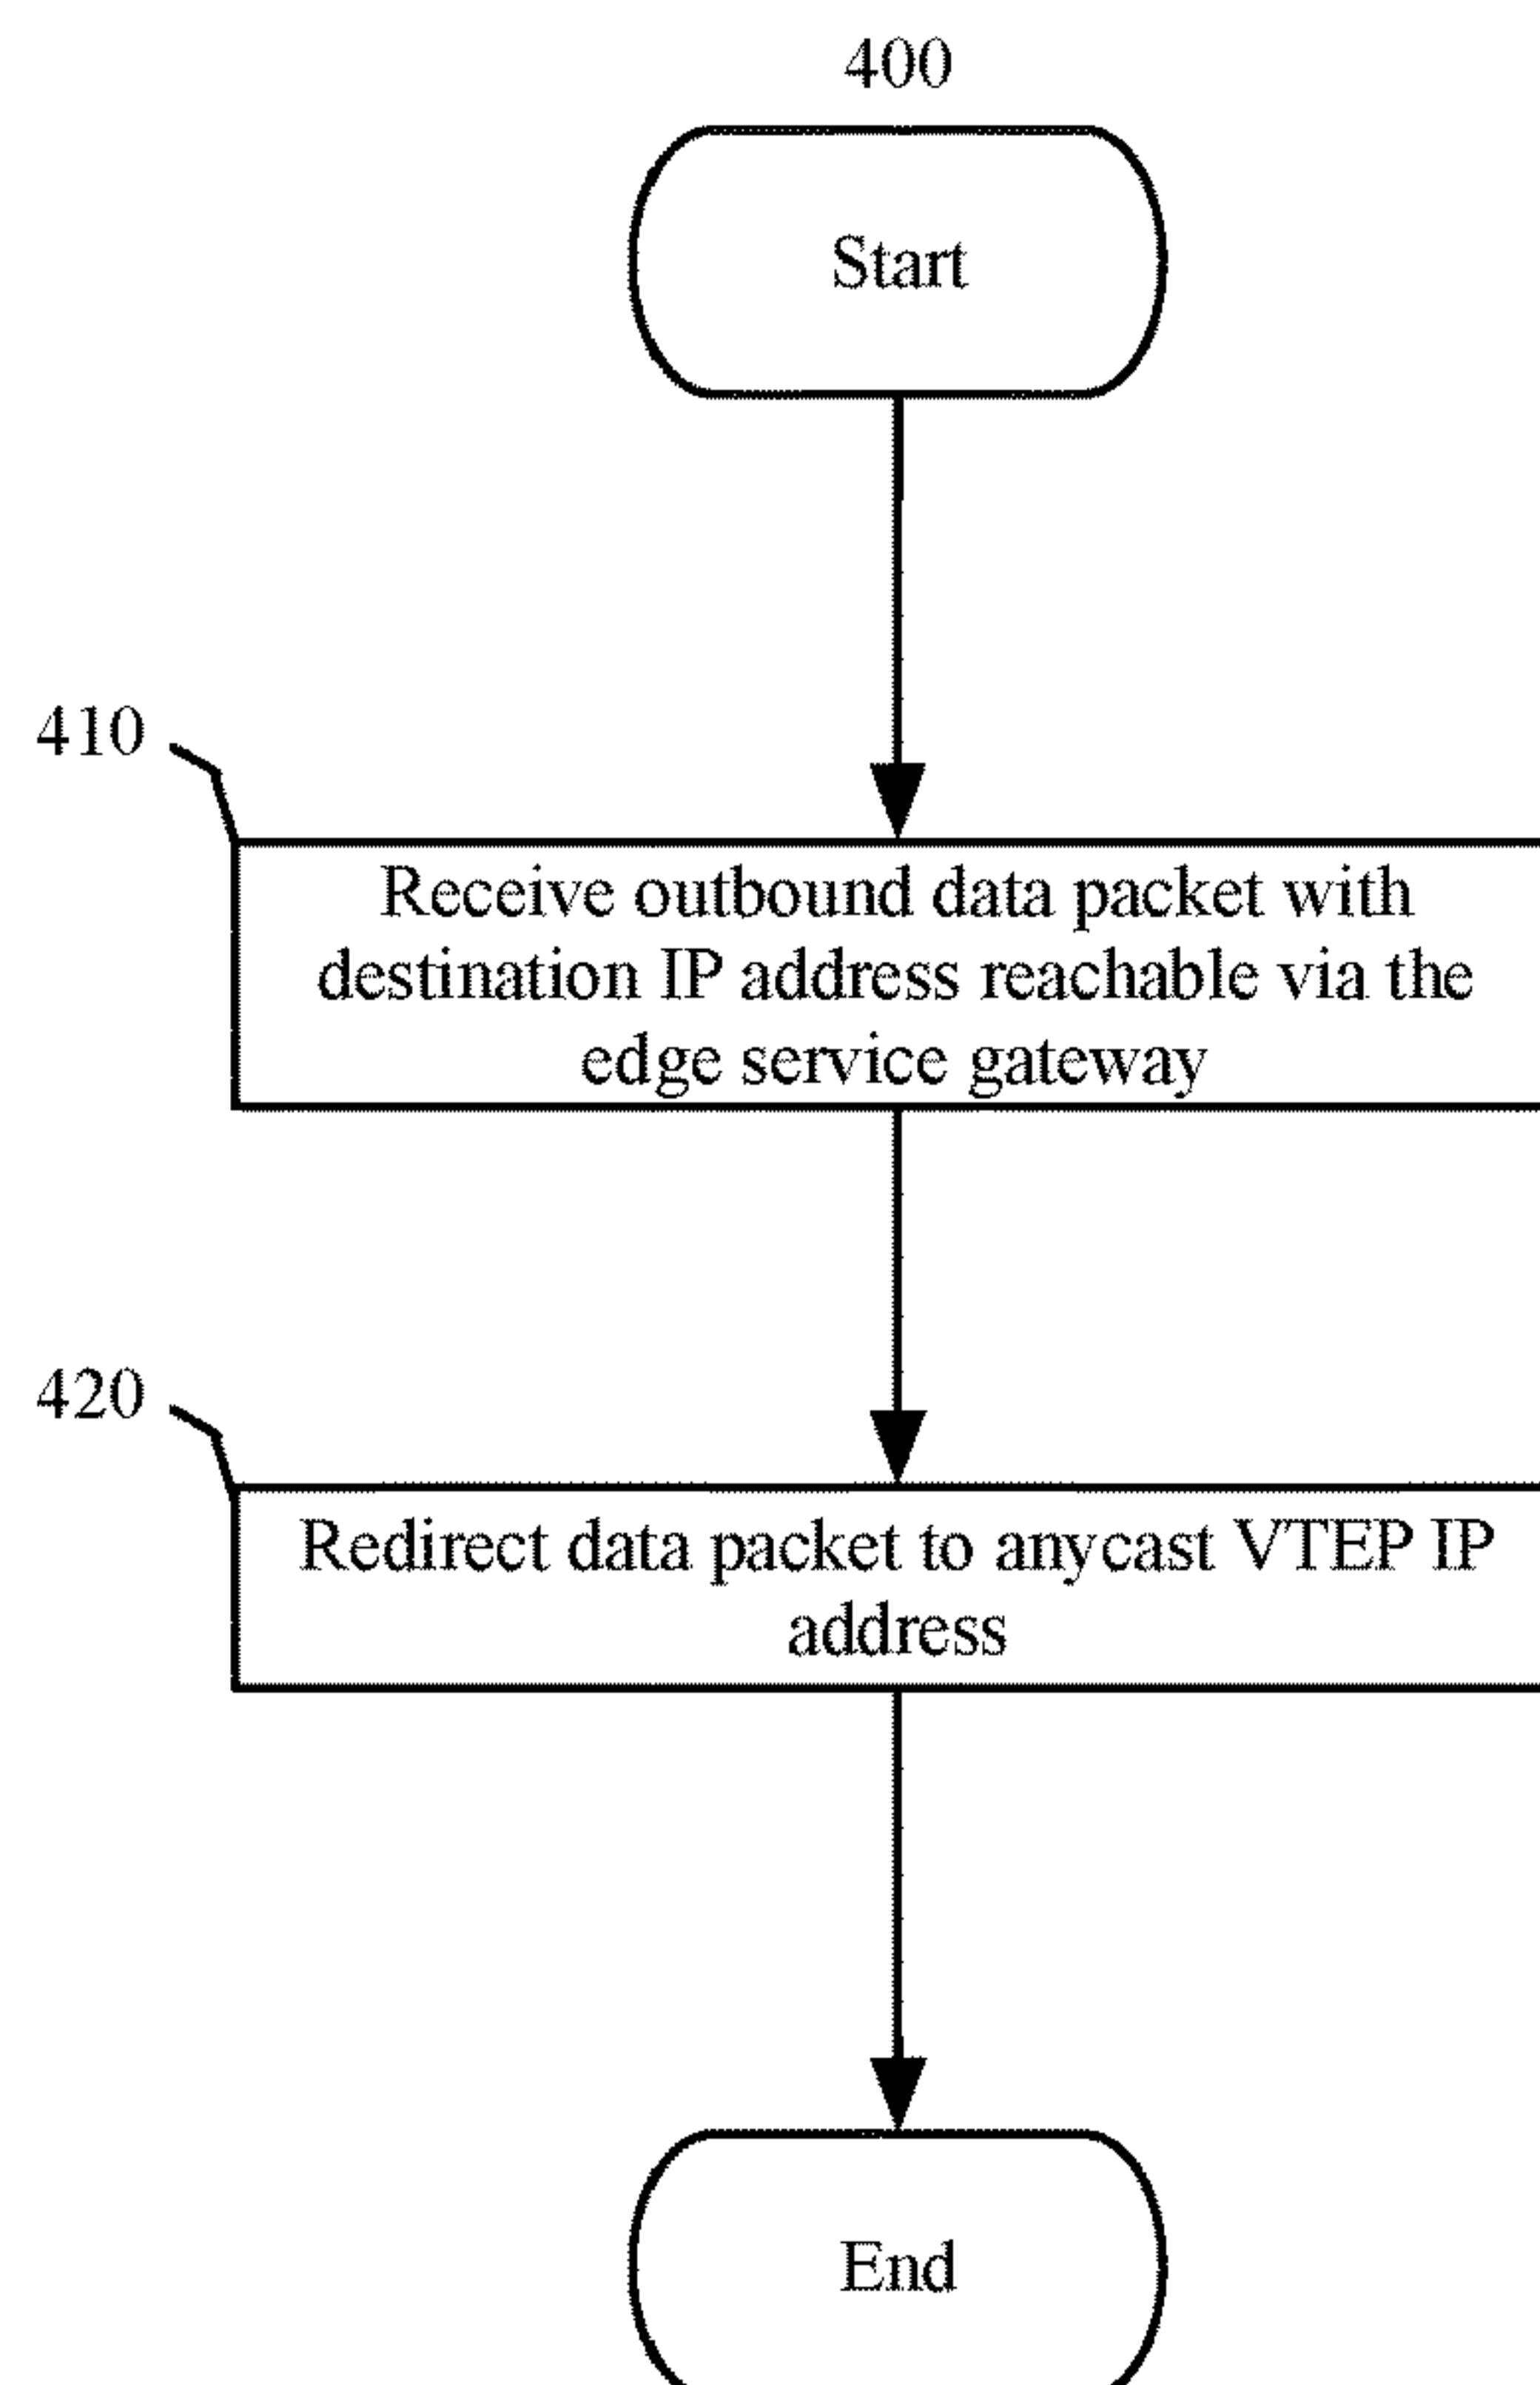 400
Start
410
Receive outbound data packet with
destination IP address reachable via the
edge service gateway
420
Redirect data packet to anycast VTEP IP
address
End